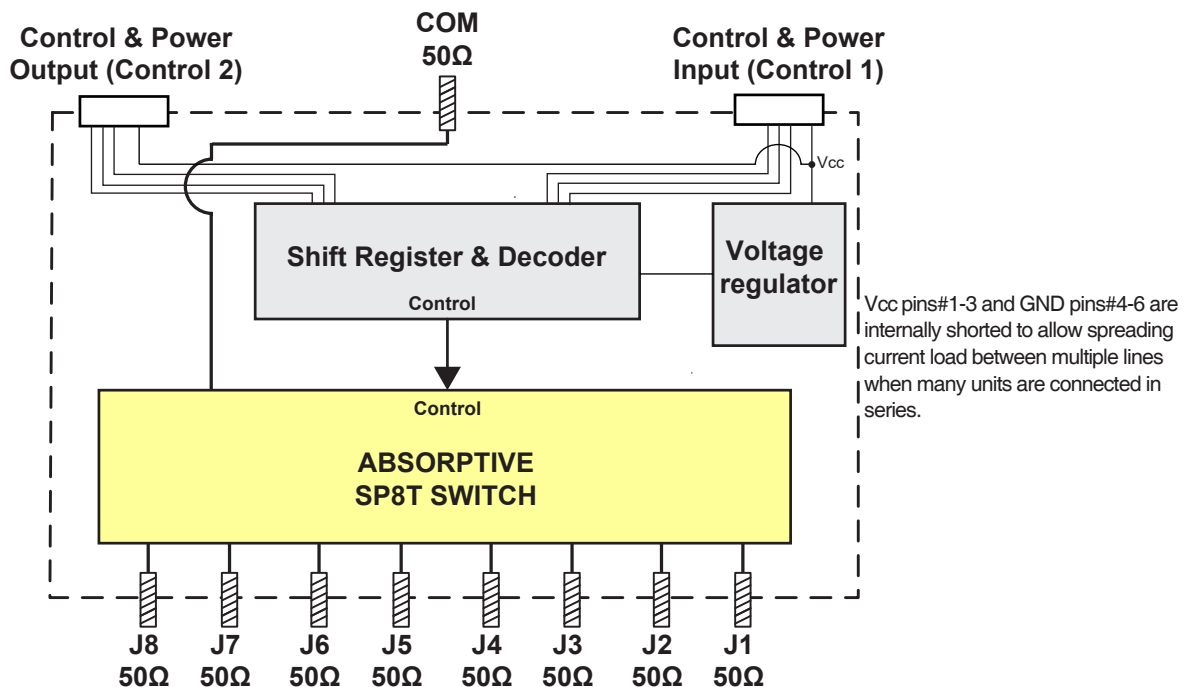 Control & Power
Output (Control 2)
COM
50Ω
Control & Power
Input (Control 1)
Vcc
Shift Register & Decoder
Control
Voltage
regulator
Vcc pins#1-3 and GND pins#4-6 are
internally shorted to allow spreading
current load between multiple lines
when many units are connected in
series.
Control
ABSORPTIVE
SP8T SWITCH
J8 J7 J6 J5 J4 J3 J2 J1
50Ω 50Ω 50Ω 50Ω 50Ω 50Ω 50Ω 50Ω